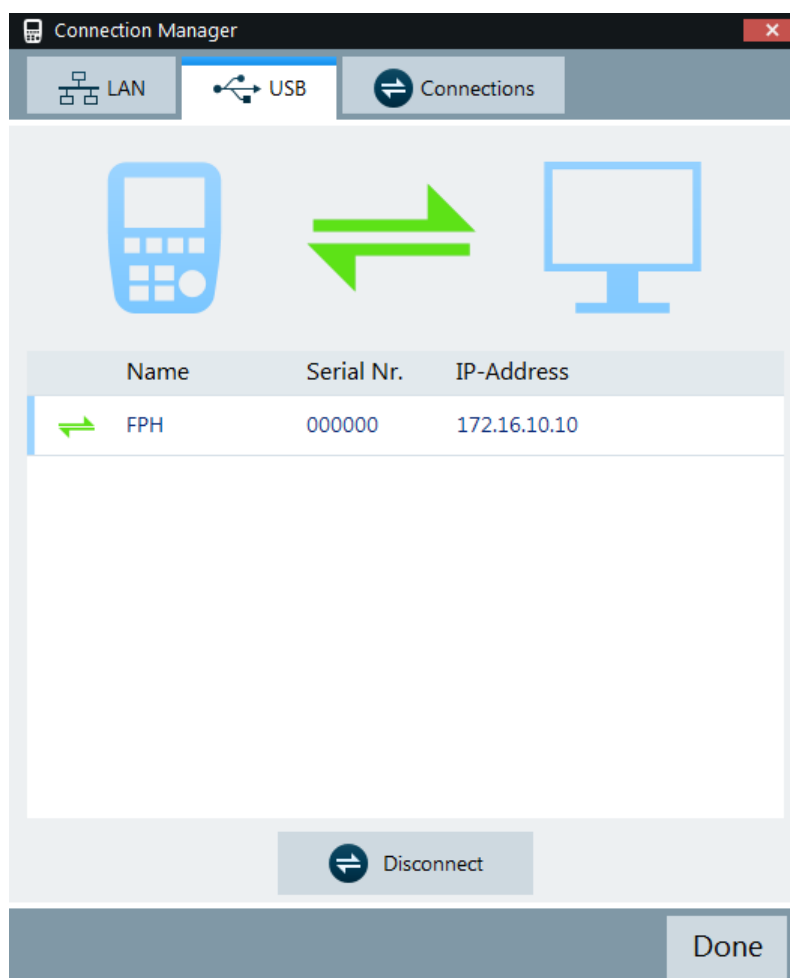 Connection Manager
LAN USB Connections
Name Serial Nr. IP-Address
FPH 000000 172.16.10.10
Disconnect
Done